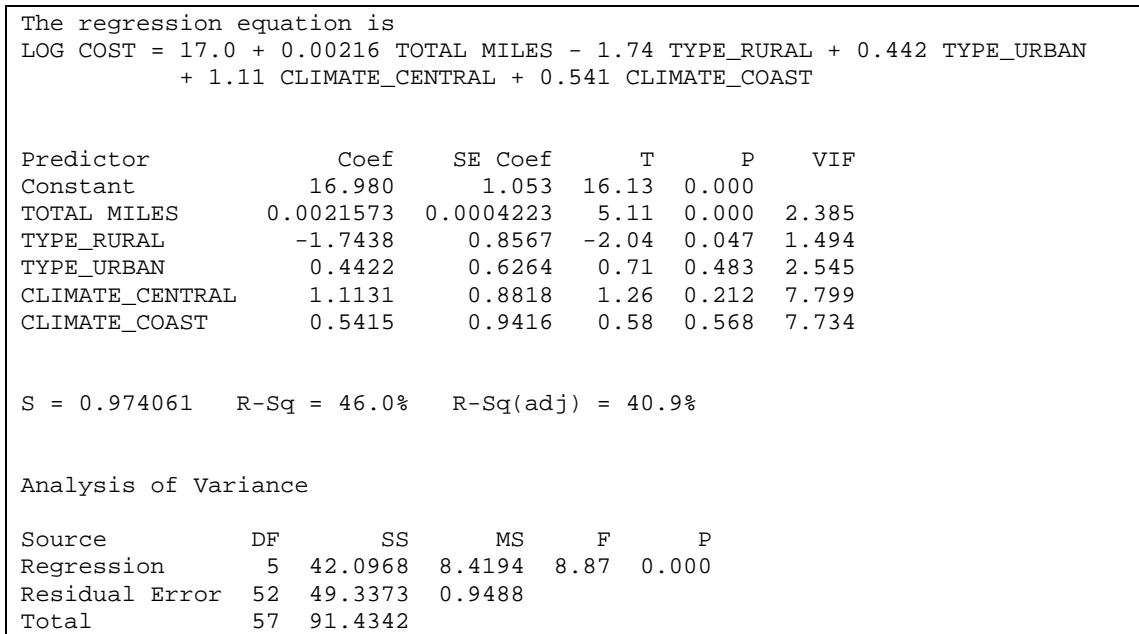 The regression equation is
LOG COST = 17.0 + 0.00216 TOTAL MILES - 1.74 TYPE_RURAL + 0.442 TYPE_URBAN
+ 1.11 CLIMATE_CENTRAL + 0.541 CLIMATE_COAST
Predictor Coef SE Coef T P VIF
Constant 16.980 1.053 16.13 0.000
TOTAL MILES 0.0021573 0.0004223 5.11 0.000 2.385
TYPE_RURAL -1.7438 0.8567 -2.04 0.047 1.494
TYPE_URBAN 0.4422 0.6264 0.71 0.483 2.545
CLIMATE_CENTRAL 1.1131 0.8818 1.26 0.212 7.799
CLIMATE_COAST 0.5415 0.9416 0.58 0.568 7.734
S = 0.974061 R-Sq = 46.0% R-Sq(adj) = 40.9%
Analysis of Variance
Source DF SS MS F P
Regression 5 42.0968 8.4194 8.87 0.000
Residual Error 52 49.3373 0.9488
Total 57 91.4342